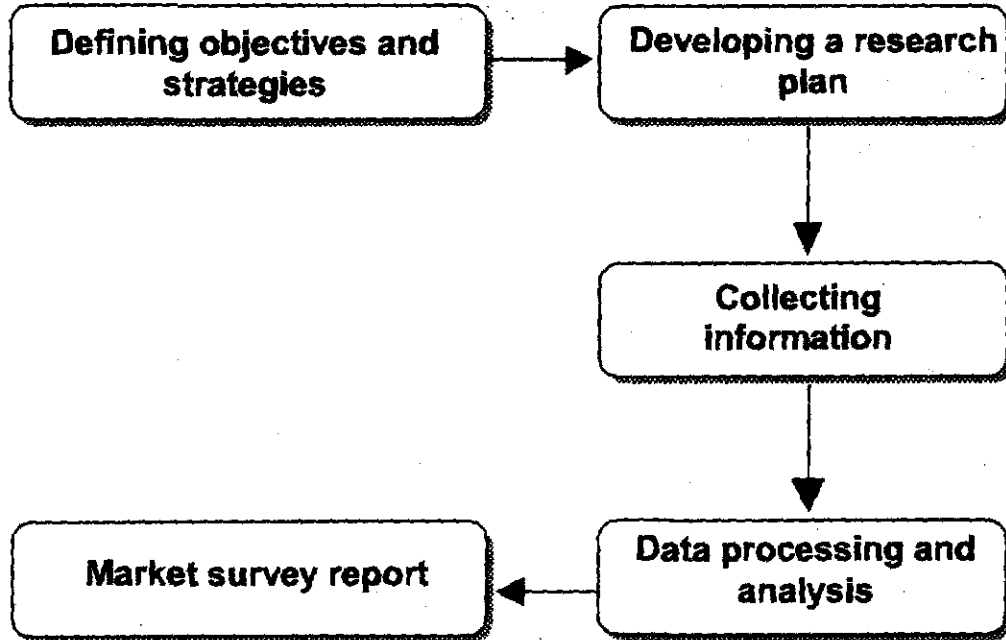 Defining objectives and
strategies
Developing a research
plan
Collecting
information
Data processing and
analysis
Market survey report